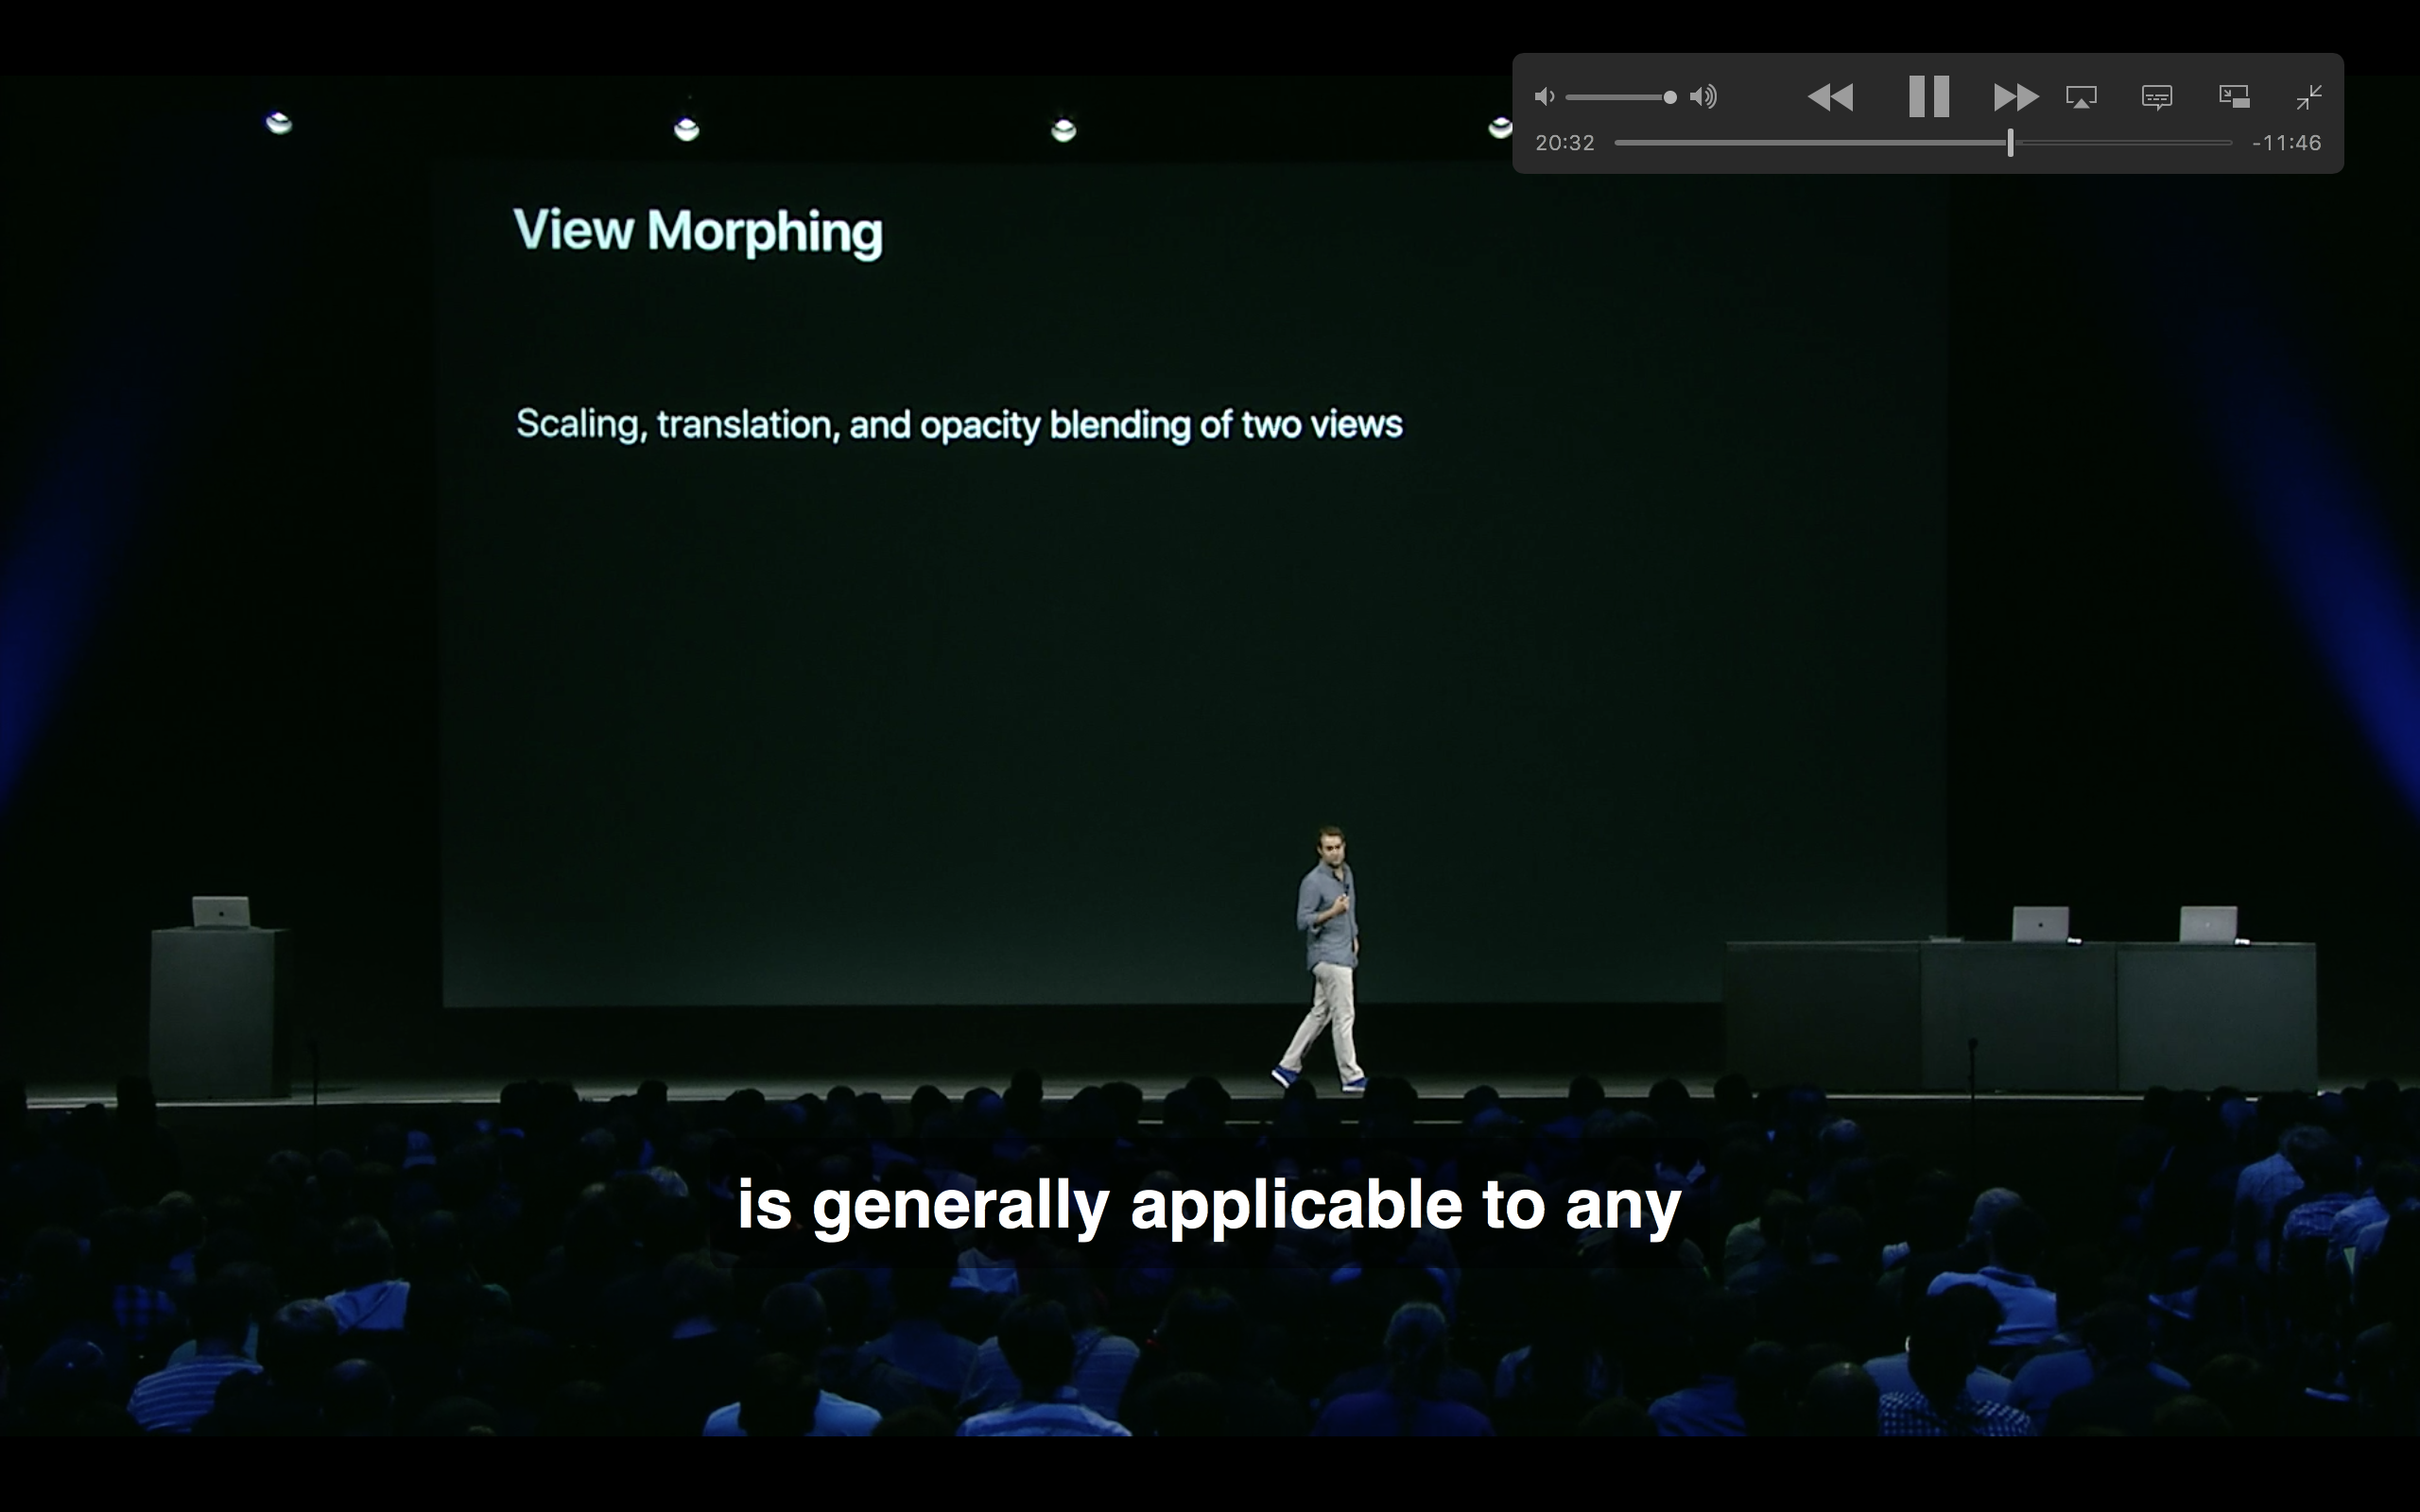 20:32
-11:46
View Morphing
Scaling, translation, and opacity blending of two views
is generally applicable to any